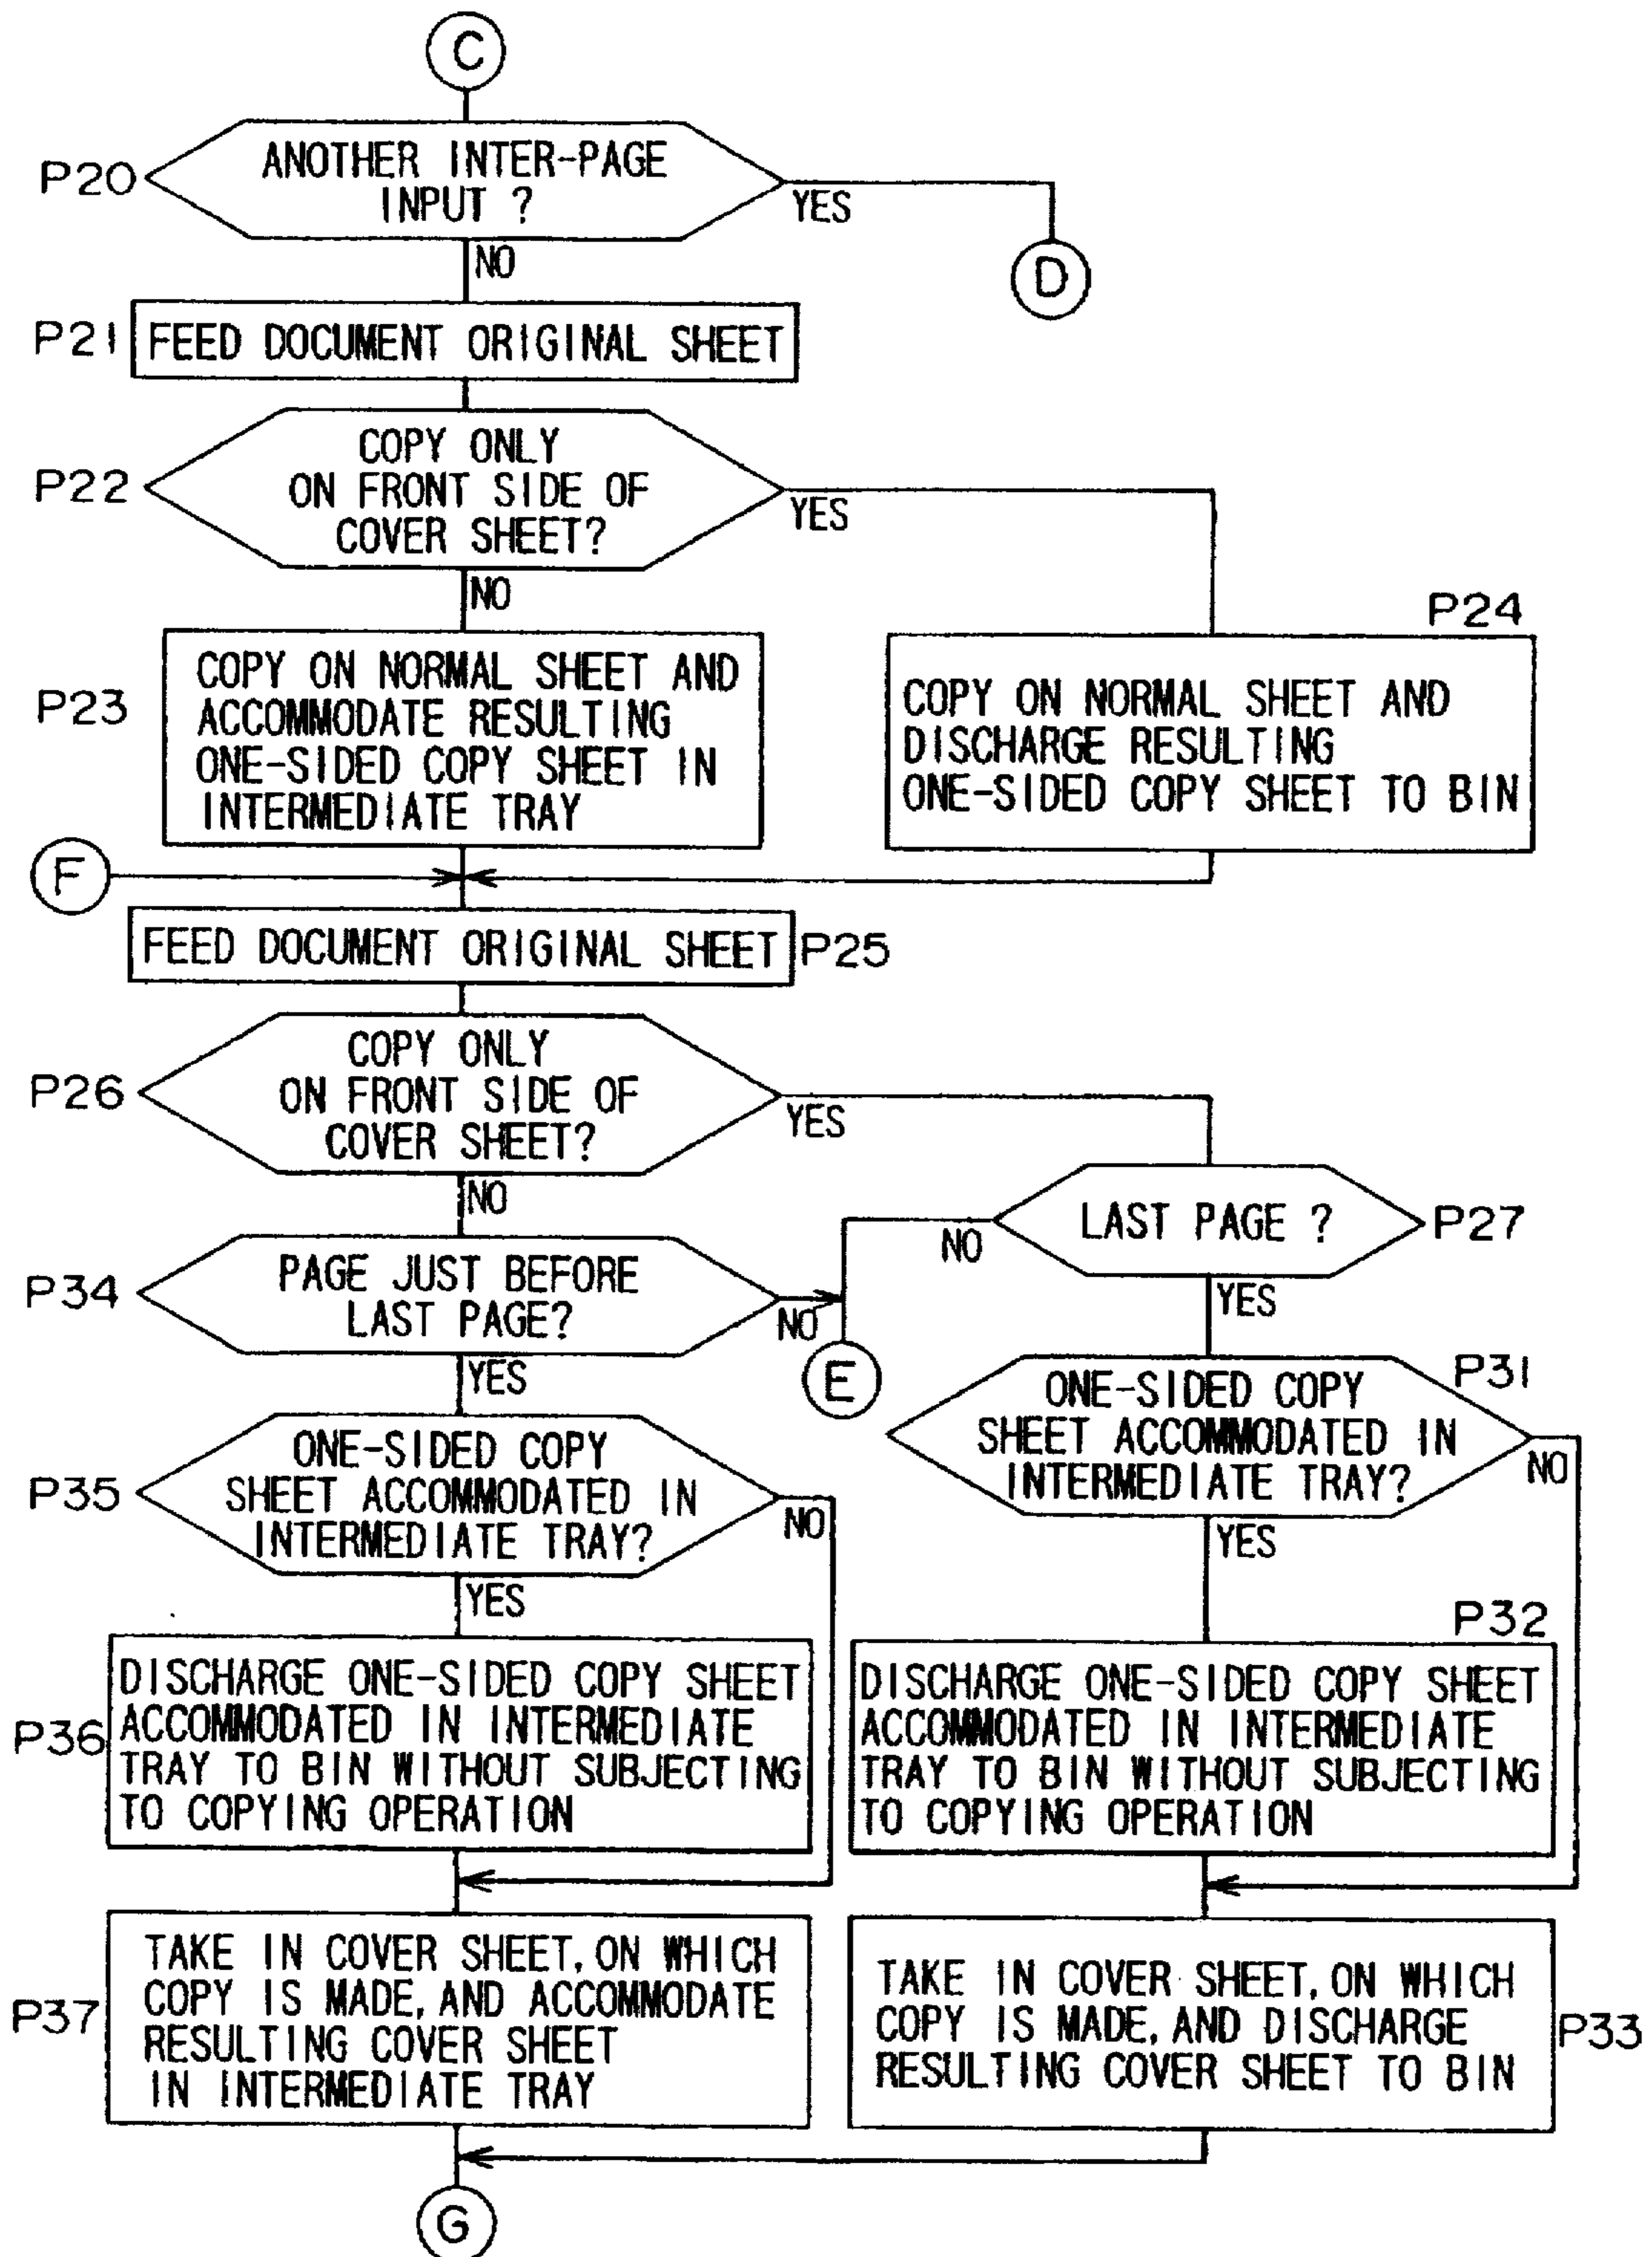 C
P20
ANOTHER INTER-PAGE
INPUT ?
YES
NO
D
P21
FEED DOCUMENT ORIGINAL SHEET
P22
COPY ONLY
ON FRONT SIDE OF
COVER SHEET?
YES
NO
P23
COPY ON NORMAL SHEET AND
ACCOMMODATE RESULTING
ONE-SIDED COPY SHEET IN
INTERMEDIATE TRAY
P24
COPY ON NORMAL SHEET AND
DISCHARGE RESULTING
ONE-SIDED COPY SHEET TO BIN
F
FEED DOCUMENT ORIGINAL SHEET
P25
P26
COPY ONLY
ON FRONT SIDE OF
COVER SHEET?
YES
NO
LAST PAGE ?
P27
NO
YES
P34
PAGE JUST BEFORE
LAST PAGE?
NO
YES
E
P31
ONE-SIDED COPY
SHEET ACCOMMODATED IN
INTERMEDIATE TRAY?
NO
YES
P35
ONE-SIDED COPY
SHEET ACCOMMODATED IN
INTERMEDIATE TRAY?
NO
YES
P36
DISCHARGE ONE-SIDED COPY SHEET
ACCOMMODATED IN INTERMEDIATE
TRAY TO BIN WITHOUT SUBJECTING
TO COPYING OPERATION
P32
DISCHARGE ONE-SIDED COPY SHEET
ACCOMMODATED IN INTERMEDIATE
TRAY TO BIN WITHOUT SUBJECTING
TO COPYING OPERATION
P37
TAKE IN COVER SHEET, ON WHICH
COPY IS MADE, AND ACCOMMODATE
RESULTING COVER SHEET
IN INTERMEDIATE TRAY
TAKE IN COVER SHEET, ON WHICH
COPY IS MADE, AND DISCHARGE
RESULTING COVER SHEET TO BIN
P33
G